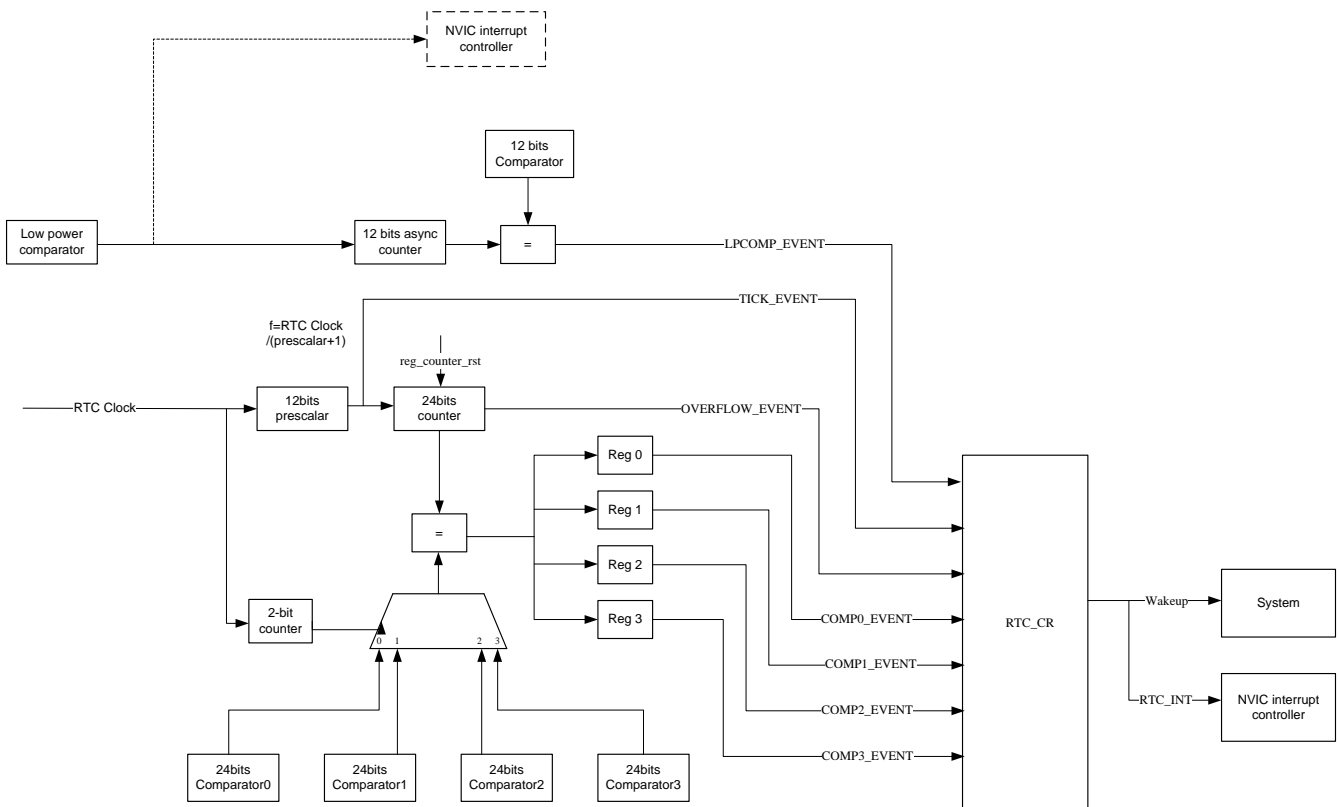 NVIC interrupt
controller
12 bits
Comparator
Low power
comparator
12 bits async
counter
=
LPCOMP_EVENT
TICK_EVENT
f=RTC Clock
/(prescalar+1)
reg_counter_rst
RTC Clock
12bits
prescalar
24bits
counter
OVERFLOW_EVENT
Reg 0
Reg 1
=
Reg 2
Reg 3
2-bit
counter
0 1 2 3
COMP0_EVENT
COMP1_EVENT
COMP2_EVENT
COMP3_EVENT
RTC_CR
Wakeup
System
RTC_INT
NVIC interrupt
controller
24bits
Comparator0
24bits
Comparator1
24bits
Comparator2
24bits
Comparator3